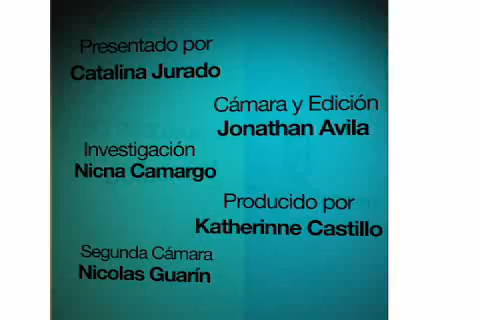 Presentado por
Catalina Jurado
Cámara y Edición
Jonathan Avila
Investigación
Nicna Camargo
Producido por
Katherinne Castillo
Segunda Cámara
Nicolas Guarín